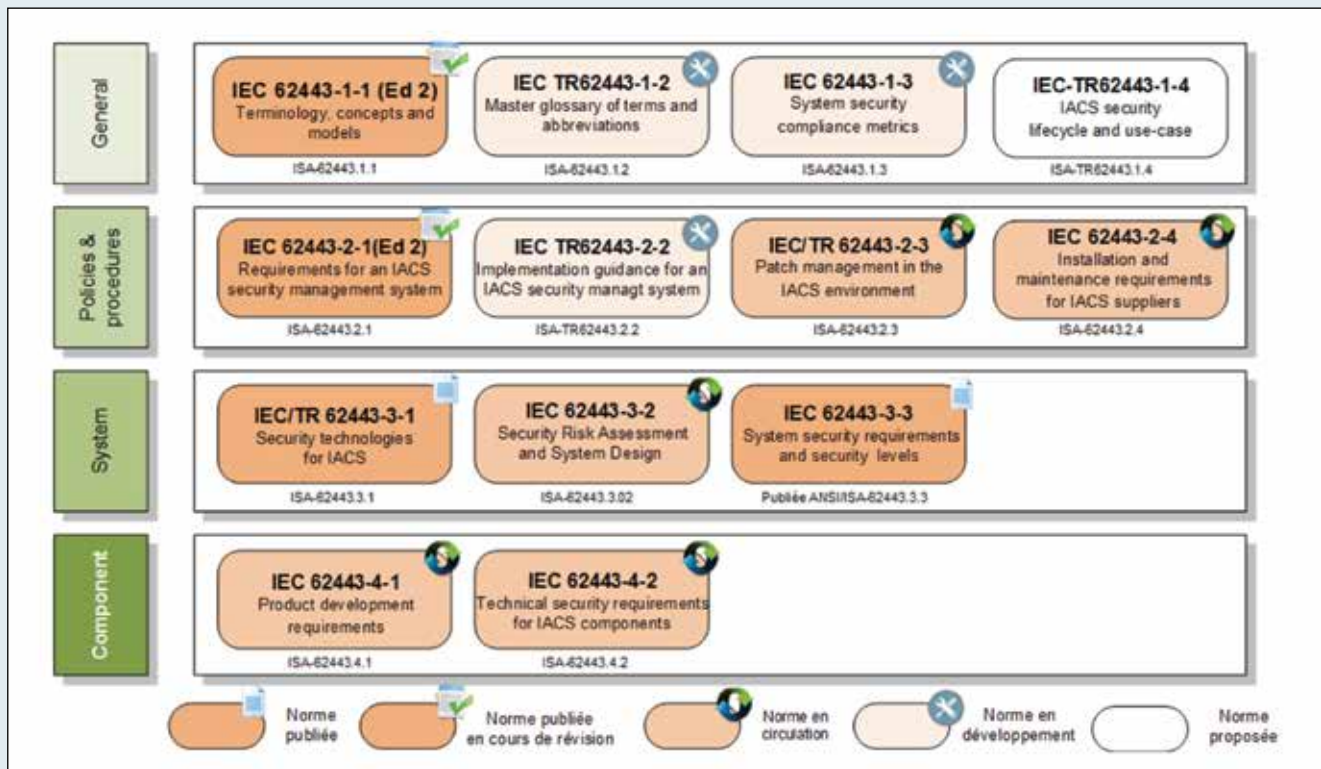 General
IEC 62443-1-1 (Ed 2)
Terminology, concepts and
models
ISA-62443.1.1
IEC TR62443-1-2
Master glossary of terms and
abbreviations
ISA-62443.1.2
IEC 62443-1-3
System security
compliance metrics
ISA-62443.1.3
IEC-TR62443-1-4
IACS security
lifecycle and use-case
ISA-TR62443.1.4
Policies &
procedures
IEC 62443-2-1(Ed 2)
Requirements for an IACS
security management system
ISA-62443.2.1
IEC TR62443-2-2
Implementation guidance for an
IACS security managt system
ISA-TR62443.2.2
IEC/TR 62443-2-3
Patch management in the
IACS environment
ISA-62443.2.3
IEC 62443-2-4
Installation and
maintenance requirements
for IACS suppliers
ISA-62443.2.4
System
IEC/TR 62443-3-1
Security technologies
for IACS
ISA-62443.3.1
IEC 62443-3-2
Security Risk Assessment
and System Design
ISA-62443.3.02
IEC 62443-3-3
System security requirements
and security levels
Publiée ANSI/ISA-62443.3.3
Component
IEC 62443-4-1
Product development
requirements
ISA-62443.4.1
IEC 62443-4-2
Technical security requirements
for IACS components
ISA-62443.4.2
Norme
publiée
Norme publiée
en cours de révision
Norme en
circulation
Norme en
développement
Norme
proposée